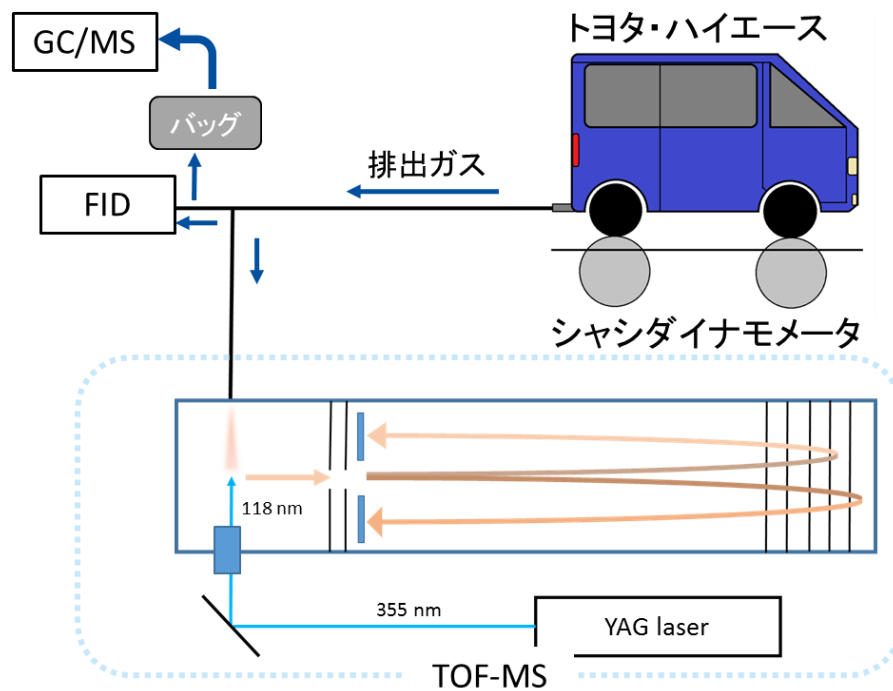 GC/MS
トヨタ・ハイエース
バッグ
排出ガス
FID
シャシダイナモメータ
118 nm
355 nm
YAG laser
TOF-MS